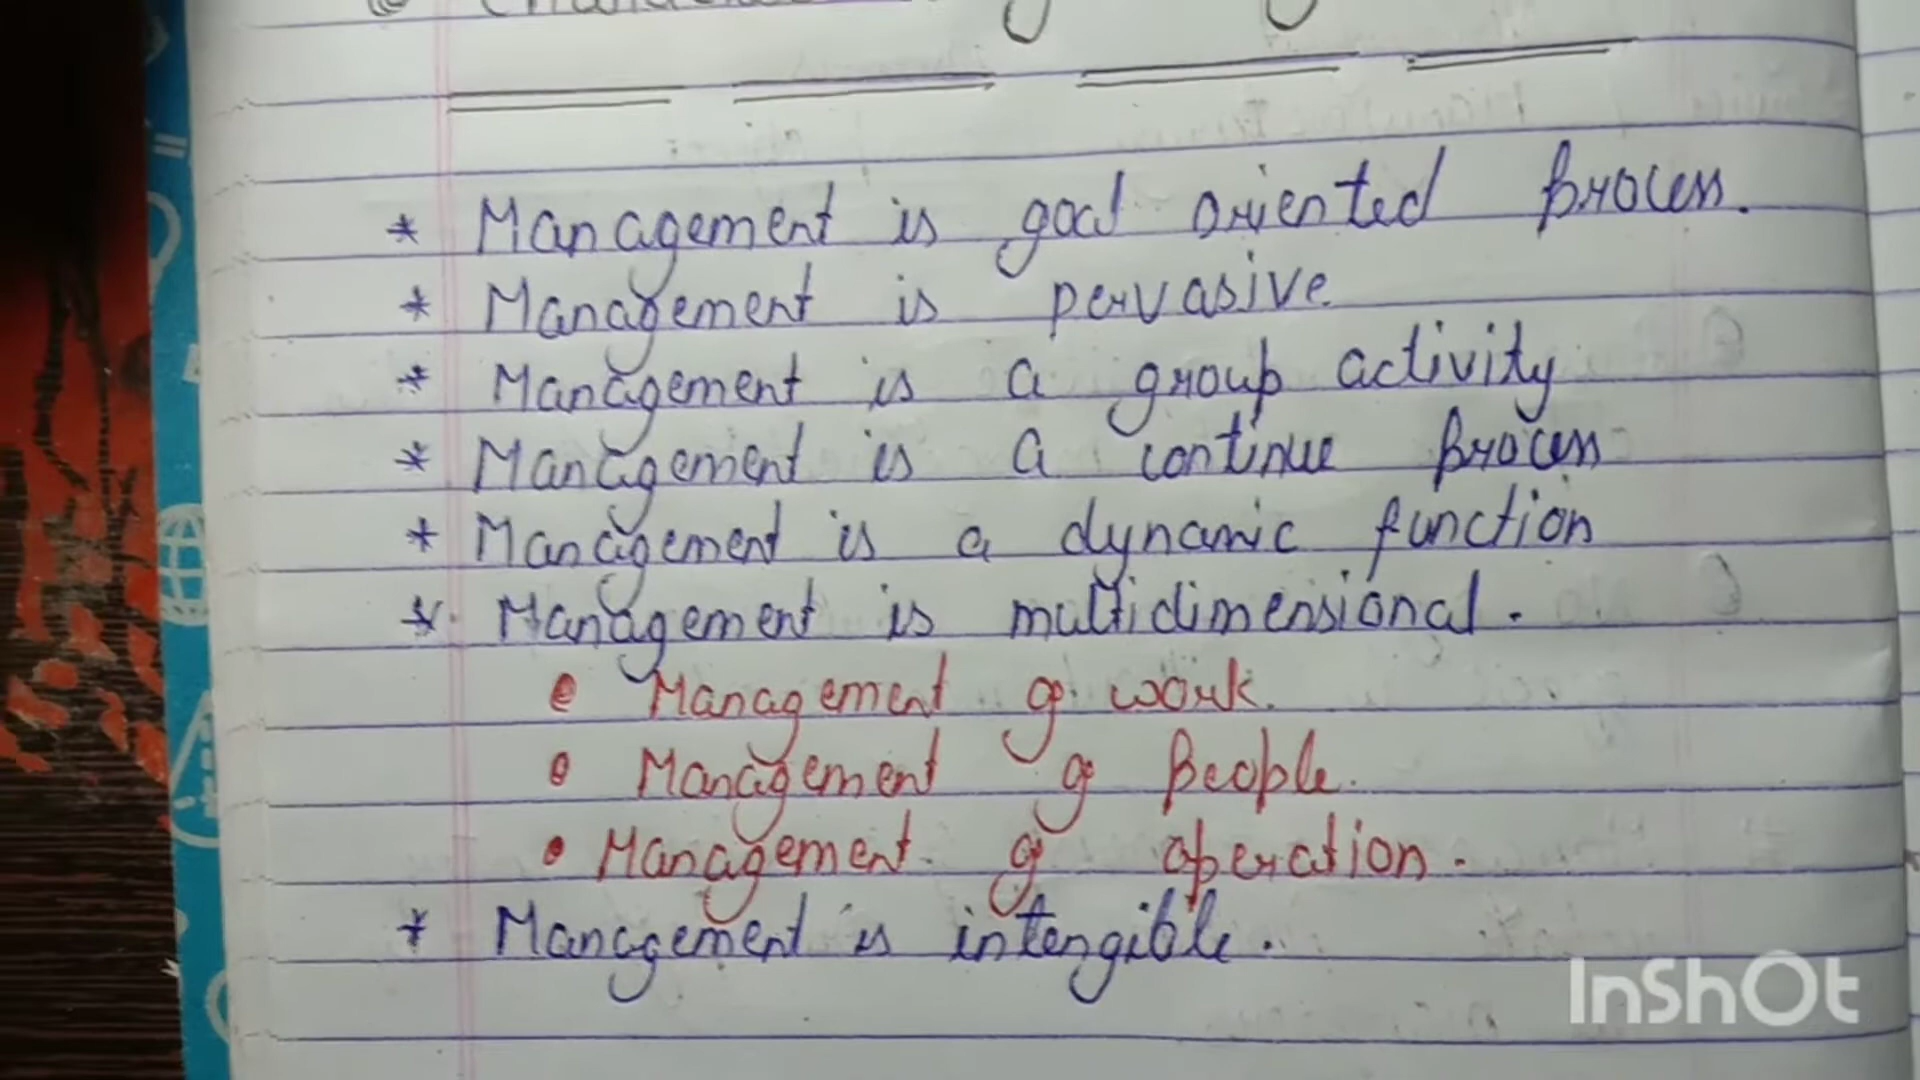 * Management is goal oriented process.
* Management is pervasive
* Management is a group activity
* Management is a continue process
* Management is a dynamic function
* Management is multidimensional.
• Management of work.
• Management of People.
• Management of operation.
* Management is intengible.
InShOt